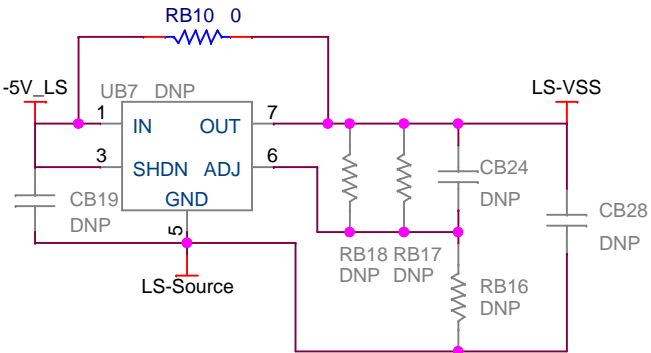 RB10 0
-5V_LS
UB7 DNP
LS-VSS
1
IN
OUT
7
3
SHDN
ADJ
6
GND
5
CB19
DNP
CB24
DNP
CB28
DNP
RB18 RB17
DNP DNP
RB16
DNP
LS-Source